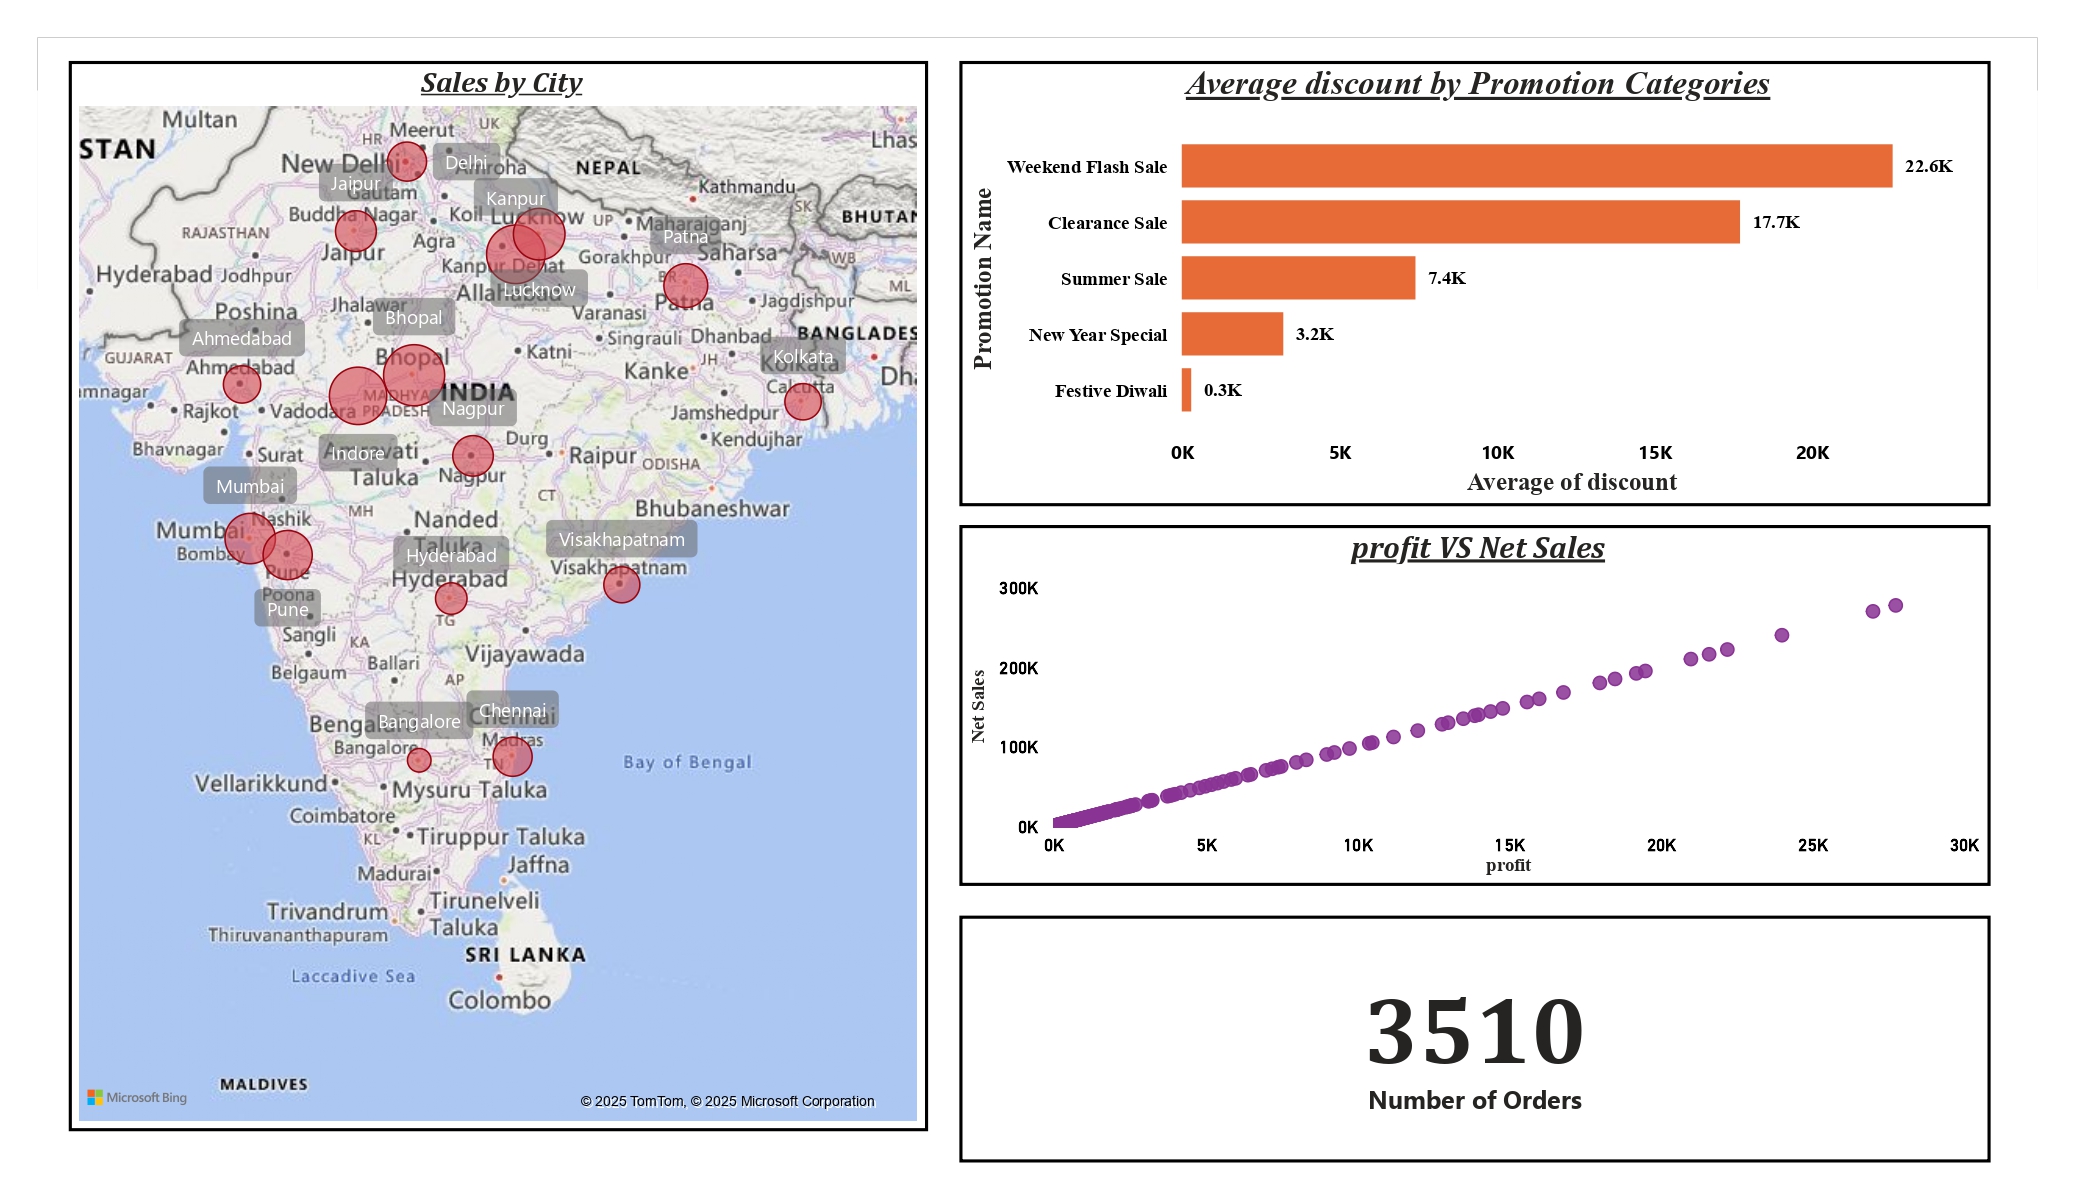 Sales by City
Multan
UK
HR
Meerut
STAN
Lhas
New Delhi
Delhi
Amroha
NEPAL
Jaipur
Gautam
Kathmandu
Kanpur
SK
Buddha Nagar
Koil
Lucknow
UP
Maharajganj
BHUTAN
RAJASTHAN
Patna
Jaipur
Agra
Saharsa
Gorakhpur
WB
Kanpur Dehat
Hyderabad
Jodhpur
BR
ML
Allahabad
Lucknow
Patna
Jagdishpur
Jhalawar
Poshina
Bhopal
Varanasi
BANGLADES
Ahmedabad
Singrauli
Dhanbad
GUJARAT
Bhopal
Katni
JH
Kolkata
Ahmedabad
Kanke
Kolkata
Dha
amnagar
MADHYA
INDIA
Calcutta
Rajkot
Vadodara
PRADESH
Nagpur
Jamshedpur
Bhavnagar
Durg
Kendujhar
Surat
Amravati
Indore
Raipur
ODISHA
Taluka
Nagpur
Mumbai
CT
Bhubaneshwar
MH
Nashik
Nanded
Mumbai
Taluka
Visakhapatnam
Bombay
Hyderabad
Pune
Hyderabad
Visakhapatnam
Poona
Pune
TG
Sangli
KA
Vijayawada
Ballari
Belgaum
AP
Chennai
Bangalore
Chennai
Bangalore
Madras
TN
Bay of Bengal
Vellarikkund
Mysuru Taluka
Coimbatore
KL
Tiruppur Taluka
Jaffna
Madurai
Tirunelveli
Trivandrum
Taluka
Thiruvananthapuram
SRI LANKA
Laccadive Sea
Colombo
MALDIVES
Microsoft Bing
© 2025 TomTom, © 2025 Microsoft Corporation
Average discount by Promotion Categories
Promotion Name
Weekend Flash Sale 22.6K
Clearance Sale 17.7K
Summer Sale 7.4K
New Year Special 3.2K
Festive Diwali 0.3K
0K 5K 10K 15K 20K
Average of discount
profit VS Net Sales
Net Sales
300K
200K
100K
0K
0K 5K 10K 15K 20K 25K 30K
profit
3510
Number of Orders